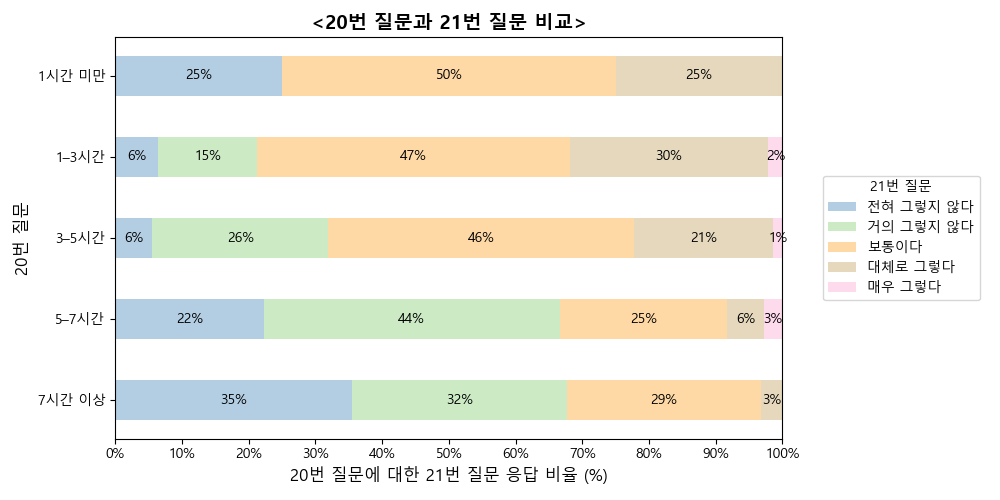 <20번 질문과 21번 질문 비교>
20번 질문
1시간 미만
25%
50%
25%
1–3시간
6%
15%
47%
30%
2%
3–5시간
6%
26%
46%
21%
1%
5–7시간
22%
44%
25%
6%
3%
7시간 이상
35%
32%
29%
3%
0%
10%
20%
30%
40%
50%
60%
70%
80%
90%
100%
20번 질문에 대한 21번 질문 응답 비율 (%)
21번 질문
전혀 그렇지 않다
거의 그렇지 않다
보통이다
대체로 그렇다
매우 그렇다